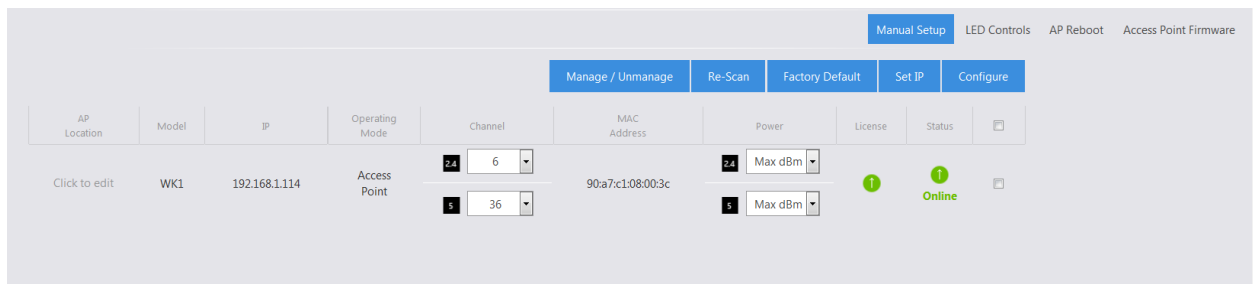 Manual Setup LED Controls AP Reboot Access Point Firmware
Manage / Unmanage Re-Scan Factory Default Set IP Configure
AP Location Model IP Operating Mode Channel MAC Address Power License Status
2.4 6 2.4 Max dBm
Click to edit WK1 192.168.1.114 Access Point 90:a7:c1:08:00:3c Online
5 36 5 Max dBm